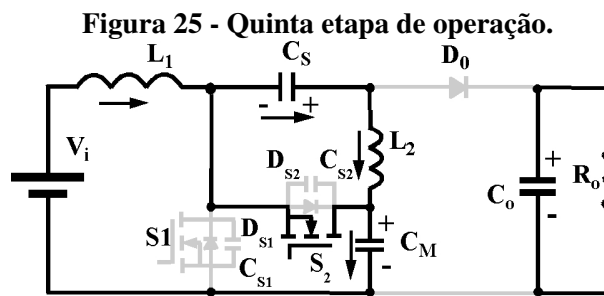 Figura 25 - Quinta etapa de operação.
L1
CS
D0
- +
Vi
L2
DS2 CS2
+
Ro
Co
-
S1
DS1
CS1
S2
+
CM
-